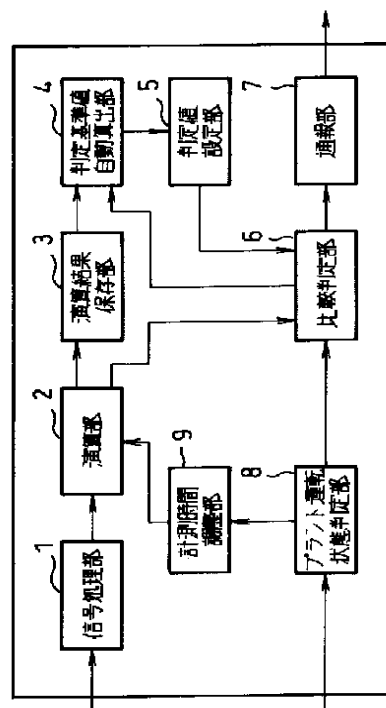 1
信号処理部
2
演算部
3
演算結果
保存部
4
判定基準値
自動算出部
5
判定値
設定部
6
比較判定部
7
通報部
8
プラント運転
状態判定部
9
計測時間
調整部